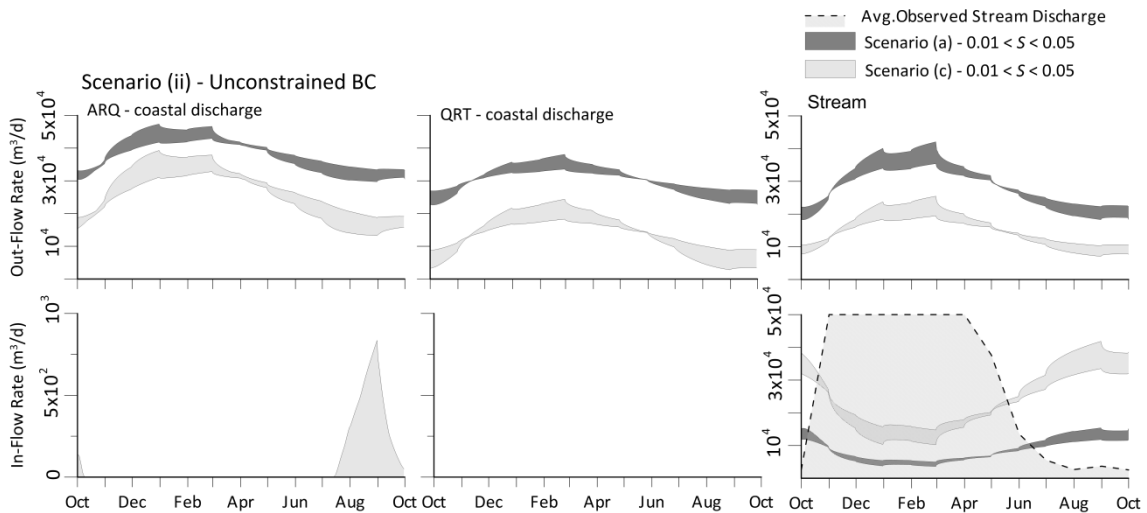 Avg.Observed Stream Discharge
Scenario (a) - 0.01 < S < 0.05
Scenario (c) - 0.01 < S < 0.05
Scenario (ii) - Unconstrained BC
ARQ - coastal discharge
QRT - coastal discharge
Stream
Out-Flow Rate (m³/d)
5x10⁴
3x10⁴
10⁴
5x10⁴
3x10⁴
10⁴
In-Flow Rate (m³/d)
10³
5x10²
0
5x10⁴
3x10⁴
10⁴
Oct Dec Feb Apr Jun Aug Oct
Oct Dec Feb Apr Jun Aug Oct
Oct Dec Feb Apr Jun Aug Oct